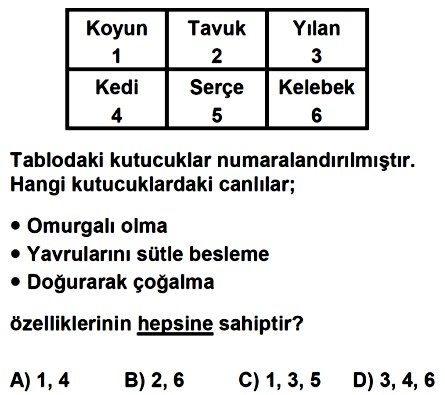 Koyun Tavuk Yılan
1 2 3
Kedi Serçe Kelebek
4 5 6
Tablodaki kutucuklar numaralandırılmıştır.
Hangi kutucuklardaki canlılar;
• Omurgalı olma
• Yavrularını sütle besleme
• Doğurarak çoğalma
özelliklerinin hepsine sahiptir?
A) 1, 4 B) 2, 6 C) 1, 3, 5 D) 3, 4, 6